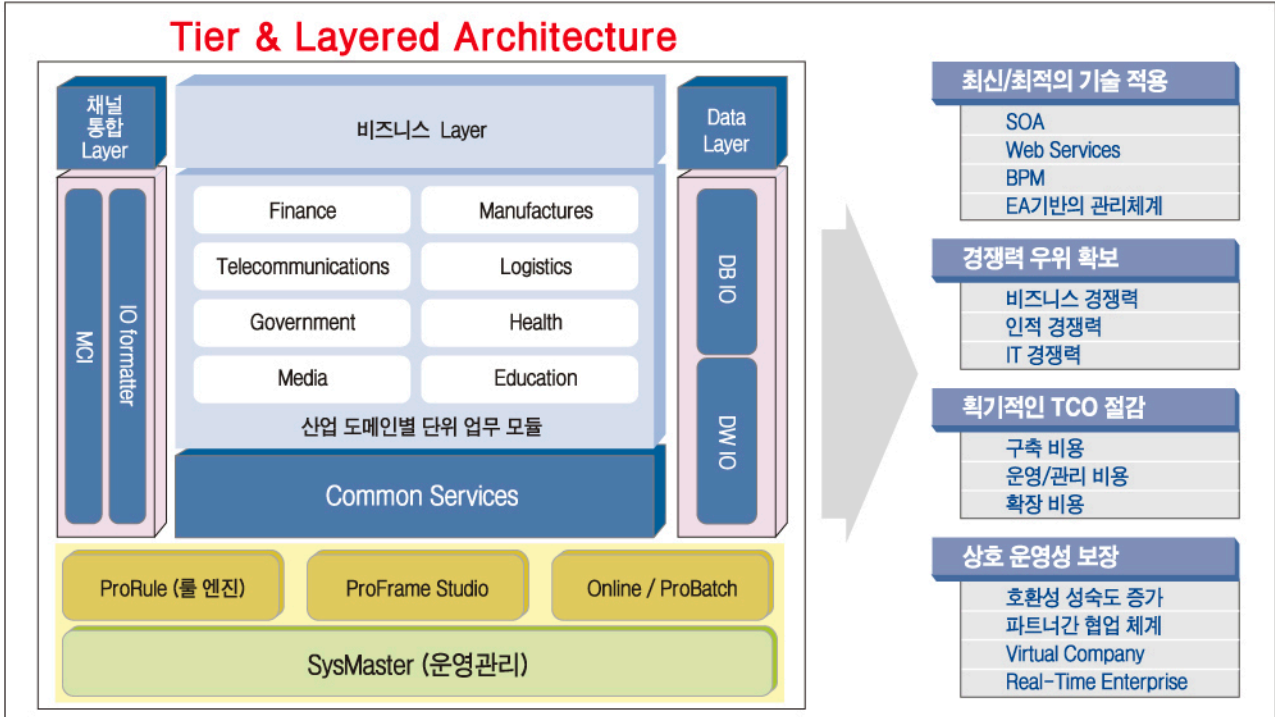 Tier & Layered Architecture
채널
통합
Layer
비즈니스 Layer
Data
Layer
MCI
IO formatter
Finance
Manufactures
Telecommunications
Logistics
Government
Health
Media
Education
산업 도메인별 단위 업무 모듈
Common Services
DB IO
DW IO
ProRule (룰 엔진)
ProFrame Studio
Online / ProBatch
SysMaster (운영관리)
최신/최적의 기술 적용
SOA
Web Services
BPM
EA기반의 관리체계
경쟁력 우위 확보
비즈니스 경쟁력
인적 경쟁력
IT 경쟁력
획기적인 TCO 절감
구축 비용
운영/관리 비용
확장 비용
상호 운영성 보장
호환성 성숙도 증가
파트너간 협업 체계
Virtual Company
Real-Time Enterprise